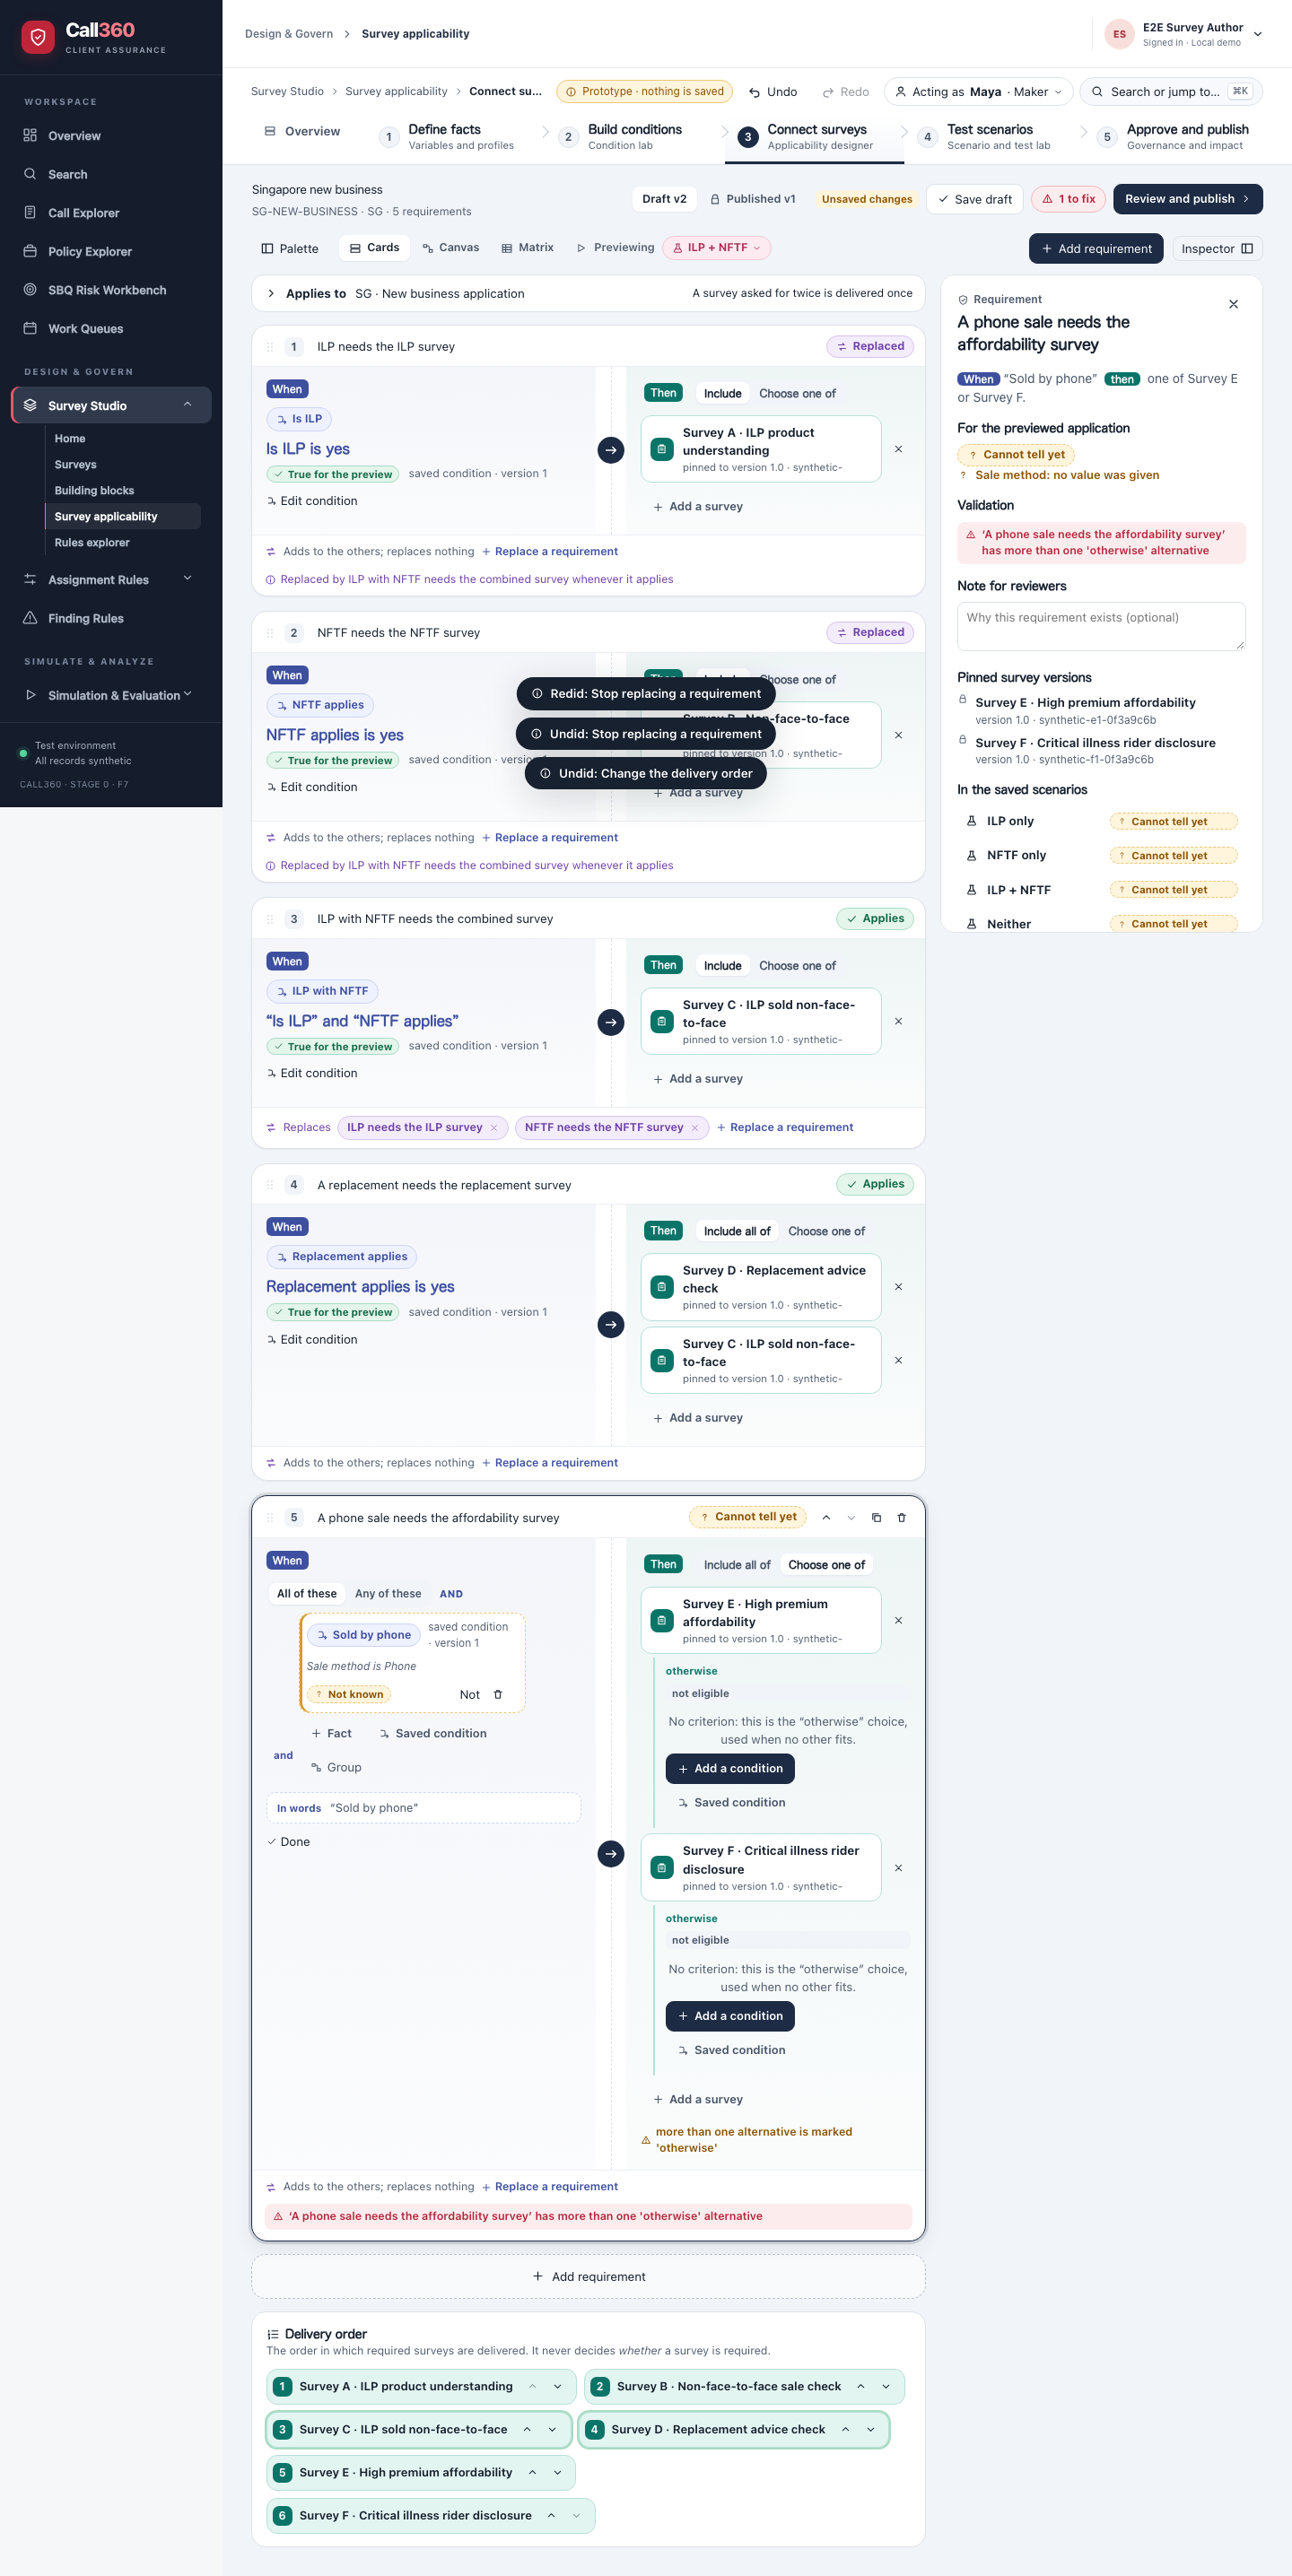 Call360
CLIENT ASSURANCE
WORKSPACE
Overview
Search
Call Explorer
Policy Explorer
SBQ Risk Workbench
Work Queues
DESIGN & GOVERN
Survey Studio
Home
Surveys
Building blocks
Survey applicability
Rules explorer
Assignment Rules
Finding Rules
SIMULATE & ANALYZE
Simulation & Evaluation
Test environment
All records synthetic
CALL360 · STAGE 0 · F7
Design & Govern > Survey applicability
ES
E2E Survey Author
Signed in · Local demo
Survey Studio > Survey applicability > Connect su...
Prototype · nothing is saved
Undo
Redo
Acting as Maya · Maker
Search or jump to... ⌘K
Overview
1 Define facts
Variables and profiles
2 Build conditions
Condition lab
3 Connect surveys
Applicability designer
4 Test scenarios
Scenario and test lab
5 Approve and publish
Governance and impact
Singapore new business
SG-NEW-BUSINESS · SG · 5 requirements
Draft v2
Published v1
Unsaved changes
Save draft
1 to fix
Review and publish
Palette
Cards
Canvas
Matrix
Previewing
ILP + NFTF
Add requirement
Inspector
Applies to SG · New business application
A survey asked for twice is delivered once
1 ILP needs the ILP survey
Replaced
When
Is ILP
Is ILP is yes
True for the preview saved condition · version 1
Edit condition
Then Include Choose one of
Survey A · ILP product
understanding
pinned to version 1.0 · synthetic-
Add a survey
Adds to the others; replaces nothing + Replace a requirement
Replaced by ILP with NFTF needs the combined survey whenever it applies
2 NFTF needs the NFTF survey
Replaced
When
NFTF applies
NFTF applies is yes
True for the preview saved
Edit condition
Choose one of
-face-to-face
pinned to version 1.0 · synthetic-
Add a survey
Redid: Stop replacing a requirement
Undid: Stop replacing a requirement
Undid: Change the delivery order
Adds to the others; replaces nothing + Replace a requirement
Replaced by ILP with NFTF needs the combined survey whenever it applies
3 ILP with NFTF needs the combined survey
Applies
When
ILP with NFTF
“Is ILP” and “NFTF applies”
True for the preview saved condition · version 1
Edit condition
Then Include Choose one of
Survey C · ILP sold non-face-
to-face
pinned to version 1.0 · synthetic-
Add a survey
Replaces ILP needs the ILP survey × NFTF needs the NFTF survey × + Replace a requirement
4 A replacement needs the replacement survey
Applies
When
Replacement applies
Replacement applies is yes
True for the preview saved condition · version 1
Edit condition
Then Include all of Choose one of
Survey D · Replacement advice
check
pinned to version 1.0 · synthetic-
Survey C · ILP sold non-face-
to-face
pinned to version 1.0 · synthetic-
Add a survey
Adds to the others; replaces nothing + Replace a requirement
5 A phone sale needs the affordability survey
? Cannot tell yet
When
All of these Any of these AND
Sold by phone
saved condition
· version 1
Sale method is Phone
? Not known
Not
+ Fact
Saved condition
and
Group
In words “Sold by phone”
Done
Then Include all of Choose one of
Survey E · High premium
affordability
pinned to version 1.0 · synthetic-
otherwise
not eligible
No criterion: this is the “otherwise” choice,
used when no other fits.
+ Add a condition
Saved condition
Survey F · Critical illness rider
disclosure
pinned to version 1.0 · synthetic-
otherwise
not eligible
No criterion: this is the “otherwise” choice,
used when no other fits.
+ Add a condition
Saved condition
+ Add a survey
more than one alternative is marked
'otherwise'
Adds to the others; replaces nothing + Replace a requirement
‘A phone sale needs the affordability survey’ has more than one 'otherwise' alternative
+ Add requirement
Delivery order
The order in which required surveys are delivered. It never decides whether a survey is required.
1 Survey A · ILP product understanding
2 Survey B · Non-face-to-face sale check
3 Survey C · ILP sold non-face-to-face
4 Survey D · Replacement advice check
5 Survey E · High premium affordability
6 Survey F · Critical illness rider disclosure
Requirement
A phone sale needs the
affordability survey
When “Sold by phone” then one of Survey E
or Survey F.
For the previewed application
? Cannot tell yet
? Sale method: no value was given
Validation
‘A phone sale needs the affordability survey’
has more than one 'otherwise' alternative
Note for reviewers
Why this requirement exists (optional)
Pinned survey versions
Survey E · High premium affordability
version 1.0 · synthetic-e1-0f3a9c6b
Survey F · Critical illness rider disclosure
version 1.0 · synthetic-f1-0f3a9c6b
In the saved scenarios
ILP only ? Cannot tell yet
NFTF only ? Cannot tell yet
ILP + NFTF ? Cannot tell yet
Neither ? Cannot tell yet